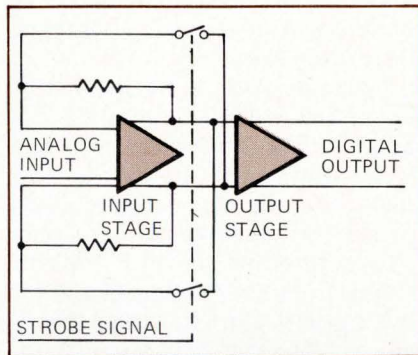 ANALOG
INPUT
INPUT
STAGE
OUTPUT
STAGE
DIGITAL
OUTPUT
STROBE SIGNAL